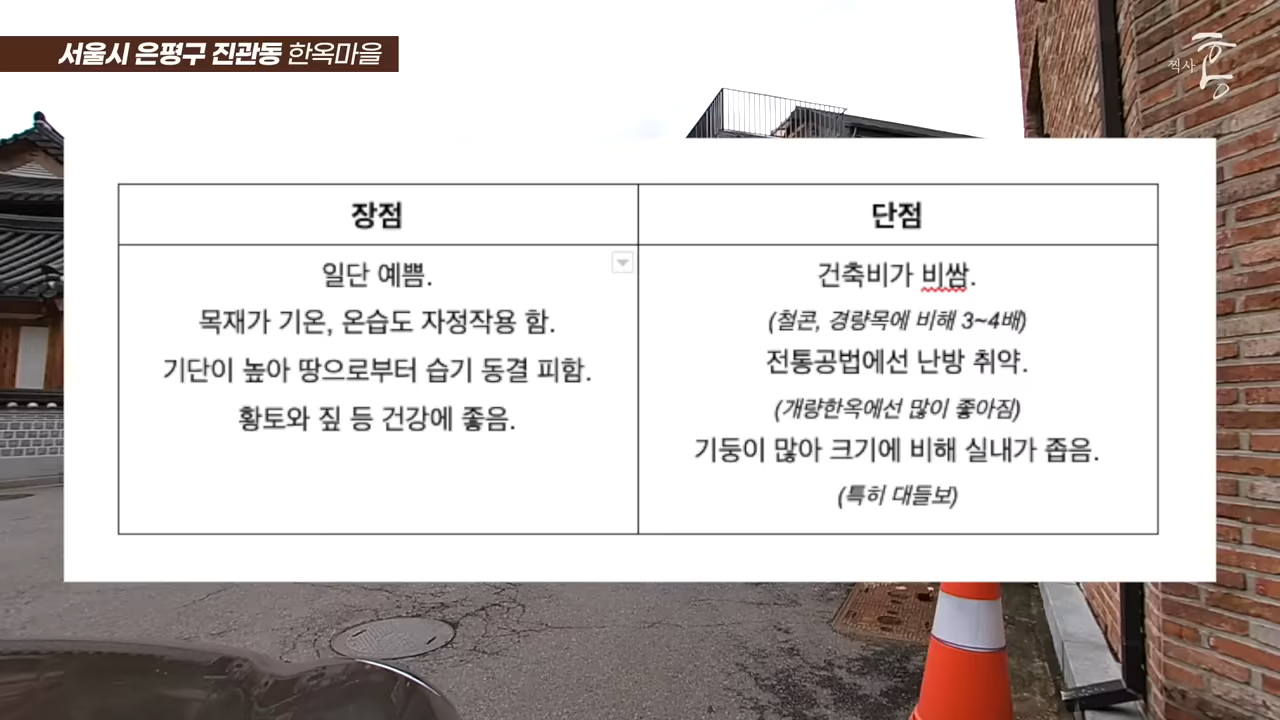 서울시 은평구 진관동 한옥마을
찍사 홍
장점
단점
일단 예쁨.
목재가 기온, 온습도 자정작용 함.
기단이 높아 땅으로부터 습기 동결 피함.
황토와 짚 등 건강에 좋음.
건축비가 비쌈.
(철콘, 경량목에 비해 3~4배)
전통공법에선 난방 취약.
(개량한옥에선 많이 좋아짐)
기둥이 많아 크기에 비해 실내가 좁음.
(특히 대들보)